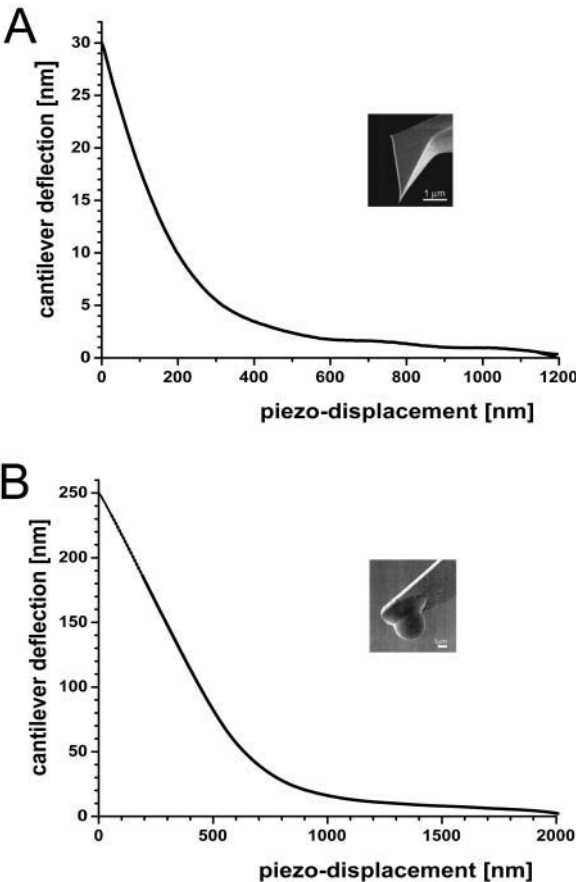 A
cantilever deflection [nm]
30
25
20
15
10
5
0
1 µm
0 200 400 600 800 1000 1200
piezo-displacement [nm]
B
cantilever deflection [nm]
250
200
150
100
50
0
1µm
0 500 1000 1500 2000
piezo-displacement [nm]